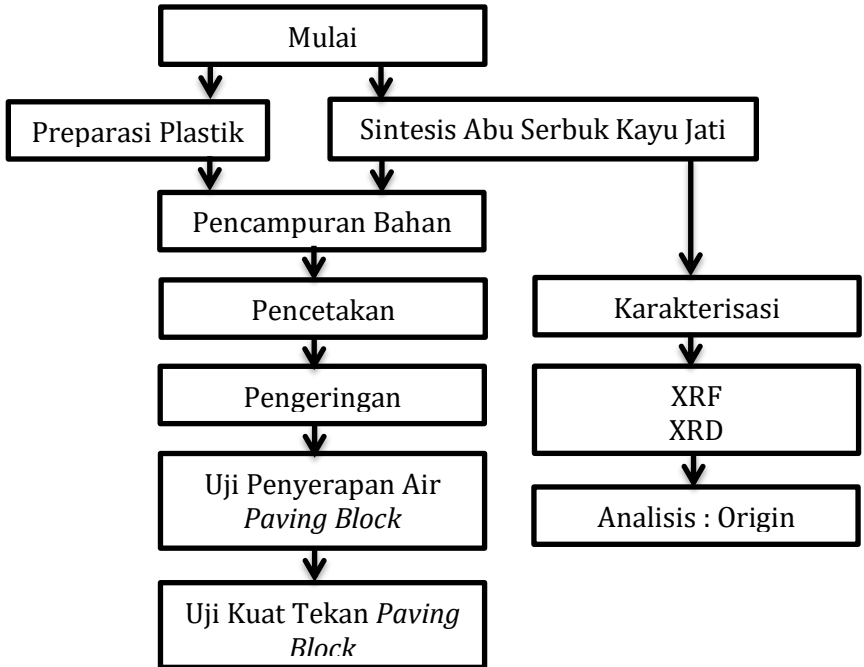 Mulai
Preparasi Plastik
Sintesis Abu Serbuk Kayu Jati
Pencampuran Bahan
Pencetakan
Karakterisasi
Pengeringan
XRF
XRD
Uji Penyerapan Air
Paving Block
Analisis : Origin
Uji Kuat Tekan Paving
Block